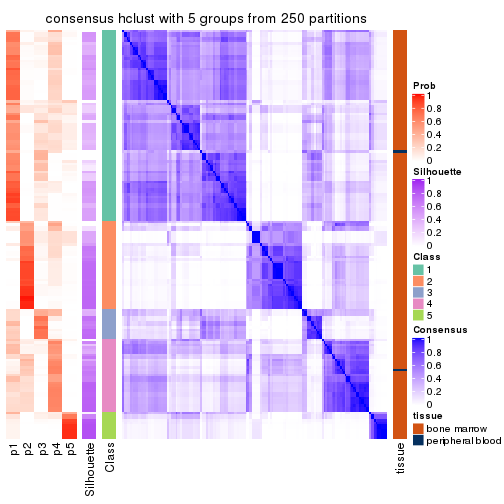 consensus hclust with 5 groups from 250 partitions
Prob
1
0.8
0.6
0.4
0.2
0
Silhouette
1
0.8
0.6
0.4
0.2
0
Class
1
2
3
4
5
Consensus
1
0.8
0.6
0.4
0.2
0
tissue
bone marrow
peripheral blood
p1
p2
p3
p4
p5
Silhouette
Class
tissue